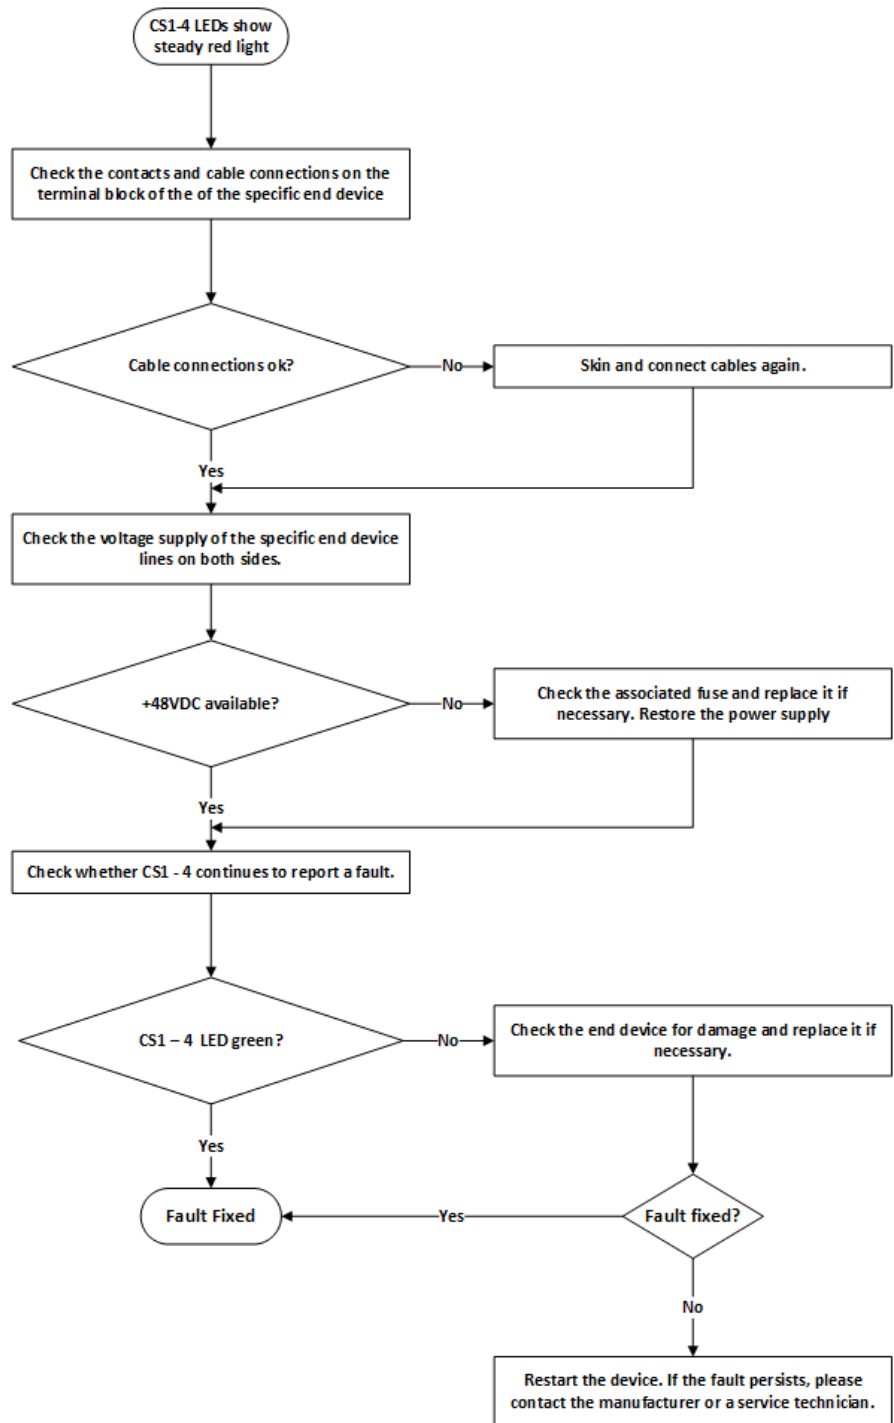 CS1-4 LEDs show
steady red light
Check the contacts and cable connections on the
terminal block of the of the specific end device
Cable connections ok?
No
Skin and connect cables again.
Yes
Check the voltage supply of the specific end device
lines on both sides.
+48VDC available?
No
Check the associated fuse and replace it if
necessary. Restore the power supply
Yes
Check whether CS1 - 4 continues to report a fault.
CS1 – 4 LED green?
No
Check the end device for damage and replace it if
necessary.
Yes
Fault Fixed
Yes
Fault fixed?
No
Restart the device. If the fault persists, please
contact the manufacturer or a service technician.